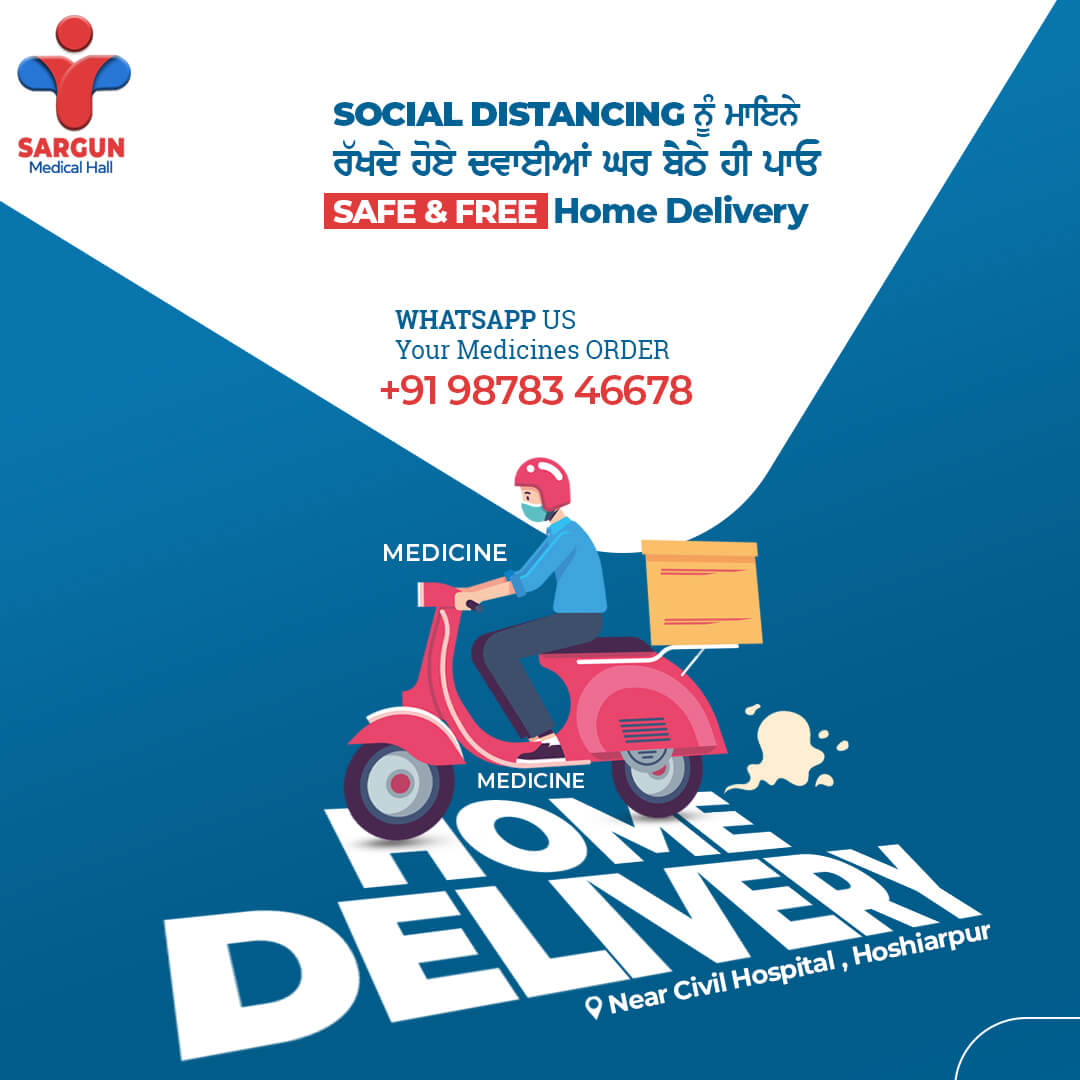 SARGUN
Medical Hall
SOCIAL DISTANCING ਨੂੰ ਮਾਇਨੇ
ਰੱਖਦੇ ਹੋਏ ਦਵਾਈਆਂ ਘਰ ਬੈਠੇ ਹੀ ਪਾਓ
SAFE & FREE Home Delivery
WHATSAPP US
Your Medicines ORDER
+91 98783 46678
MEDICINE
MEDICINE
HOME
DELIVERY
Near Civil Hospital , Hoshiarpur